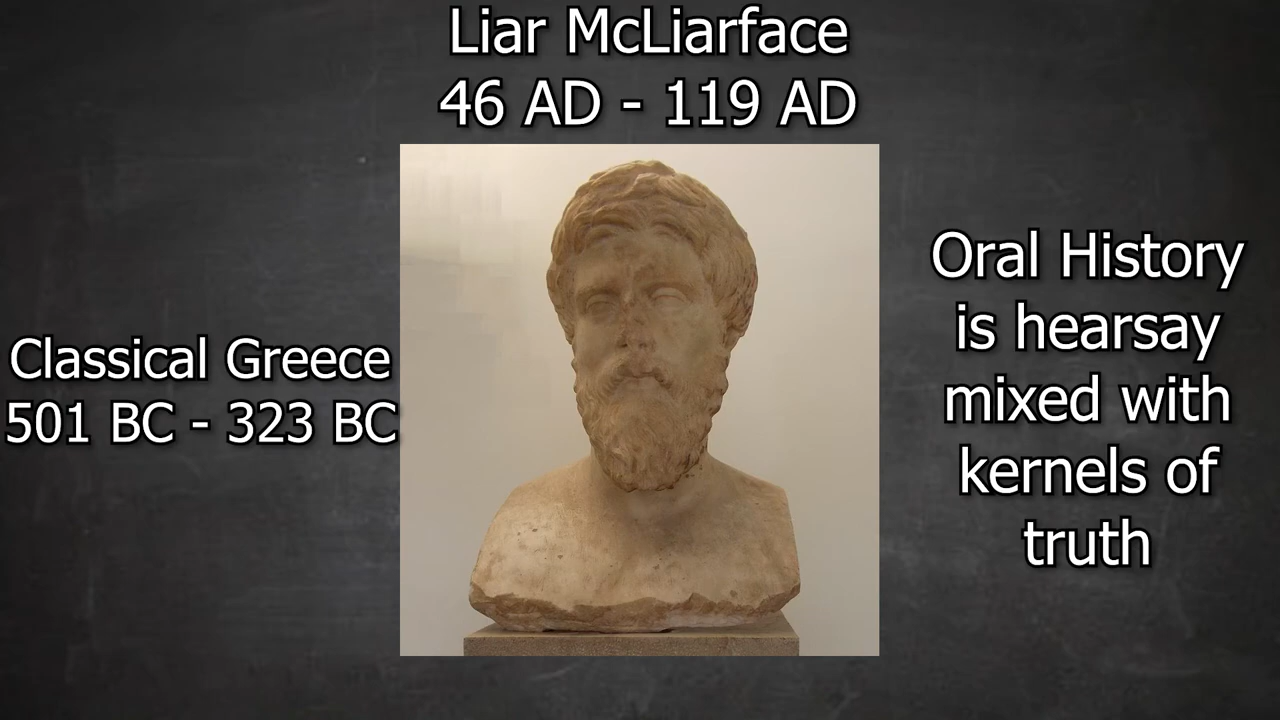 Liar McLiarface
46 AD - 119 AD
Classical Greece
501 BC - 323 BC
Oral History
is hearsay
mixed with
kernels of
truth